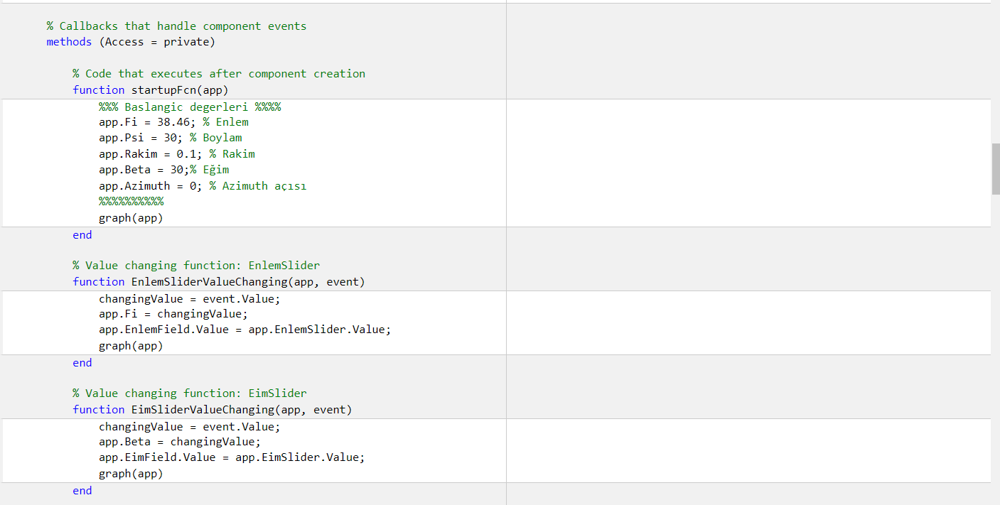 % Callbacks that handle component events
methods (Access = private)
% Code that executes after component creation
function startupFcn(app)
%%% Baslangic degerleri %%%%
app.Fi = 38.46; % Enlem
app.Psi = 30; % Boylam
app.Rakim = 0.1; % Rakim
app.Beta = 30;% Eğim
app.Azimuth = 0; % Azimuth açısı
%%%%%%%%%%
graph(app)
end
% Value changing function: EnlemSlider
function EnlemSliderValueChanging(app, event)
changingValue = event.Value;
app.Fi = changingValue;
app.EnlemField.Value = app.EnlemSlider.Value;
graph(app)
end
% Value changing function: EimSlider
function EimSliderValueChanging(app, event)
changingValue = event.Value;
app.Beta = changingValue;
app.EimField.Value = app.EimSlider.Value;
graph(app)
end